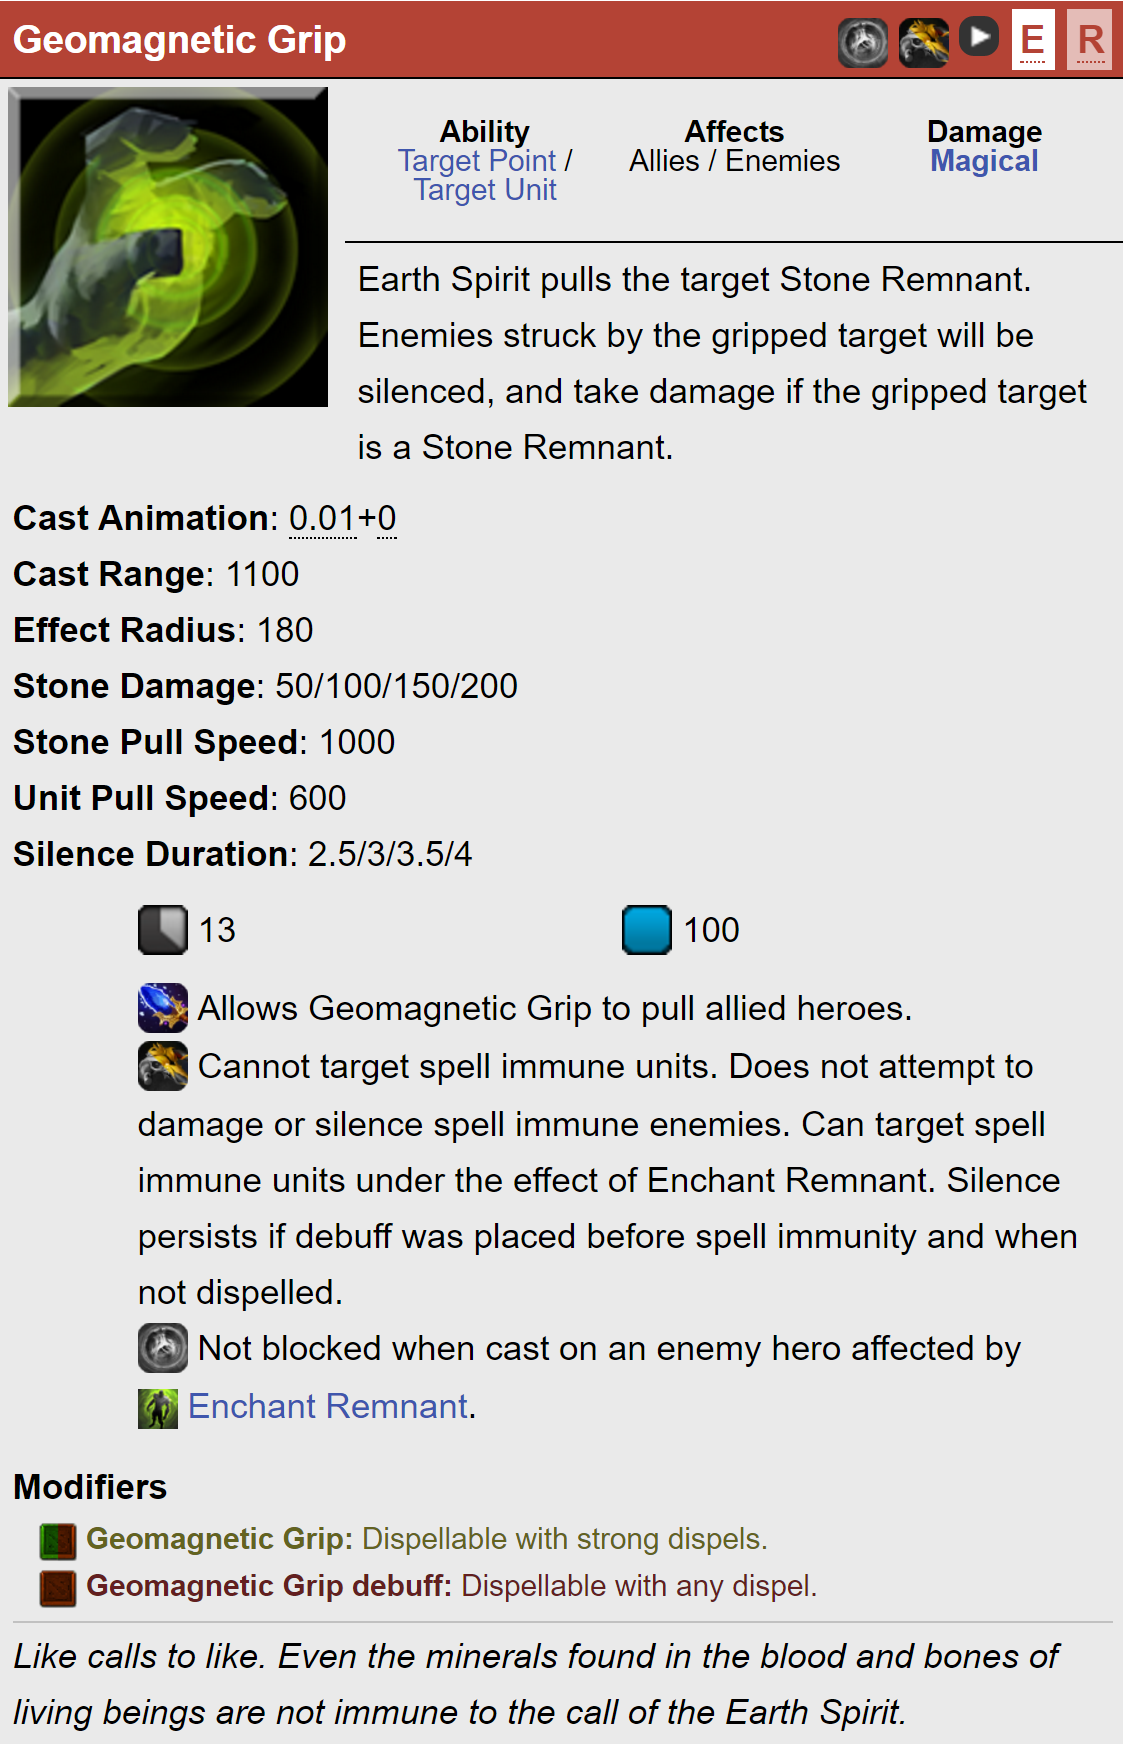 Geomagnetic Grip
E R
Ability
Target Point /
Target Unit
Affects
Allies / Enemies
Damage
Magical
Earth Spirit pulls the target Stone Remnant.
Enemies struck by the gripped target will be
silenced, and take damage if the gripped target
is a Stone Remnant.
Cast Animation: 0.01+0
Cast Range: 1100
Effect Radius: 180
Stone Damage: 50/100/150/200
Stone Pull Speed: 1000
Unit Pull Speed: 600
Silence Duration: 2.5/3/3.5/4
13 100
Allows Geomagnetic Grip to pull allied heroes.
Cannot target spell immune units. Does not attempt to
damage or silence spell immune enemies. Can target spell
immune units under the effect of Enchant Remnant. Silence
persists if debuff was placed before spell immunity and when
not dispelled.
Not blocked when cast on an enemy hero affected by
Enchant Remnant.
Modifiers
Geomagnetic Grip: Dispellable with strong dispels.
Geomagnetic Grip debuff: Dispellable with any dispel.
Like calls to like. Even the minerals found in the blood and bones of
living beings are not immune to the call of the Earth Spirit.